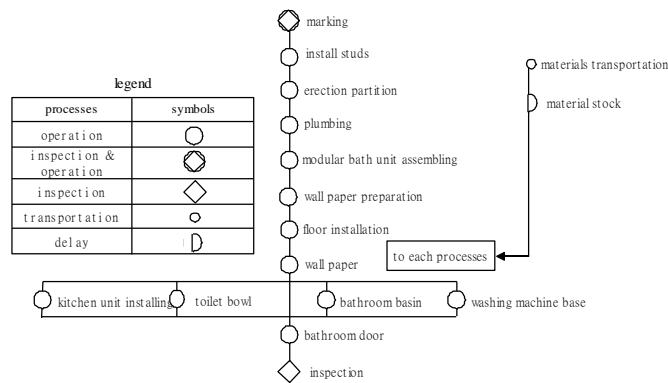 marking
install studs
erection partition
plumbing
modular bath unit assembling
wall paper preparation
floor installation
wall paper
kitchen unit installing
toilet bowl
bathroom basin
washing machine base
bathroom door
inspection
materials transportation
material stock
to each processes
legend
processes symbols
operation
inspection &
operation
inspection
transportation
delay